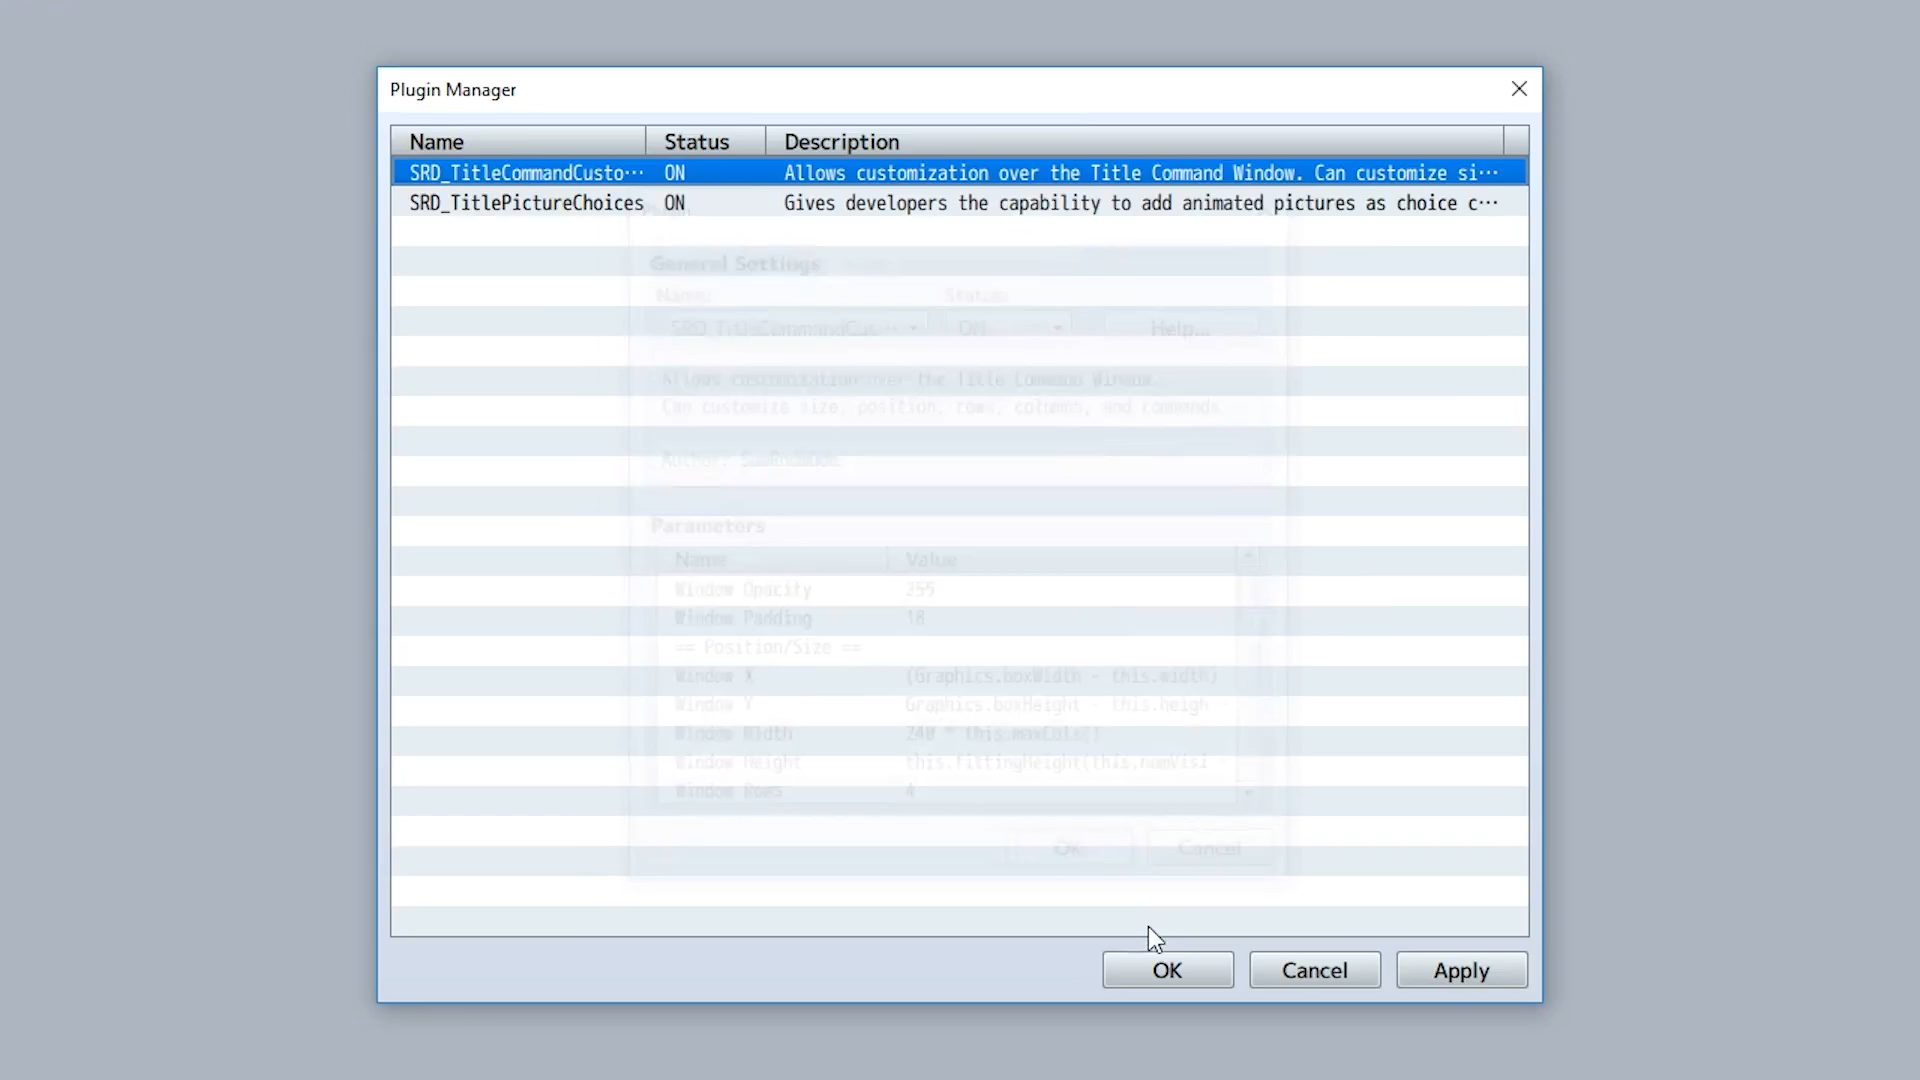 Plugin Manager
Name Status Description
SRD_TitleCommandCusto… ON Allows customization over the Title Command Window. Can customize si…
SRD_TitlePictureChoices ON Gives developers the capability to add animated pictures as choice c…
General Settings
Name: Status:
SRD_TitleCommandCus ON Help...
Allows customization over the Title Command Window.
Can customize size, position, rows, columns, and commands.
Author: SumRndmDde
Parameters
Name Value
Window Opacity 255
Window Padding 18
== Position/Size ==
Window X (Graphics.boxWidth - this.width)
Window Y Graphics.boxHeight - this.heigh
Window Width 240 * this.maxCols()
Window Height this.fittingHeight(this.numVisi
Window Rows 4
OK Cancel
OK Cancel Apply